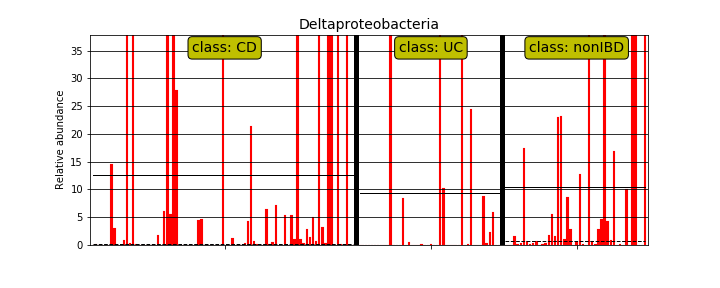 Deltaproteobacteria
class: CD
class: UC
class: nonIBD
Relative abundance
35
30
25
20
15
10
5
0